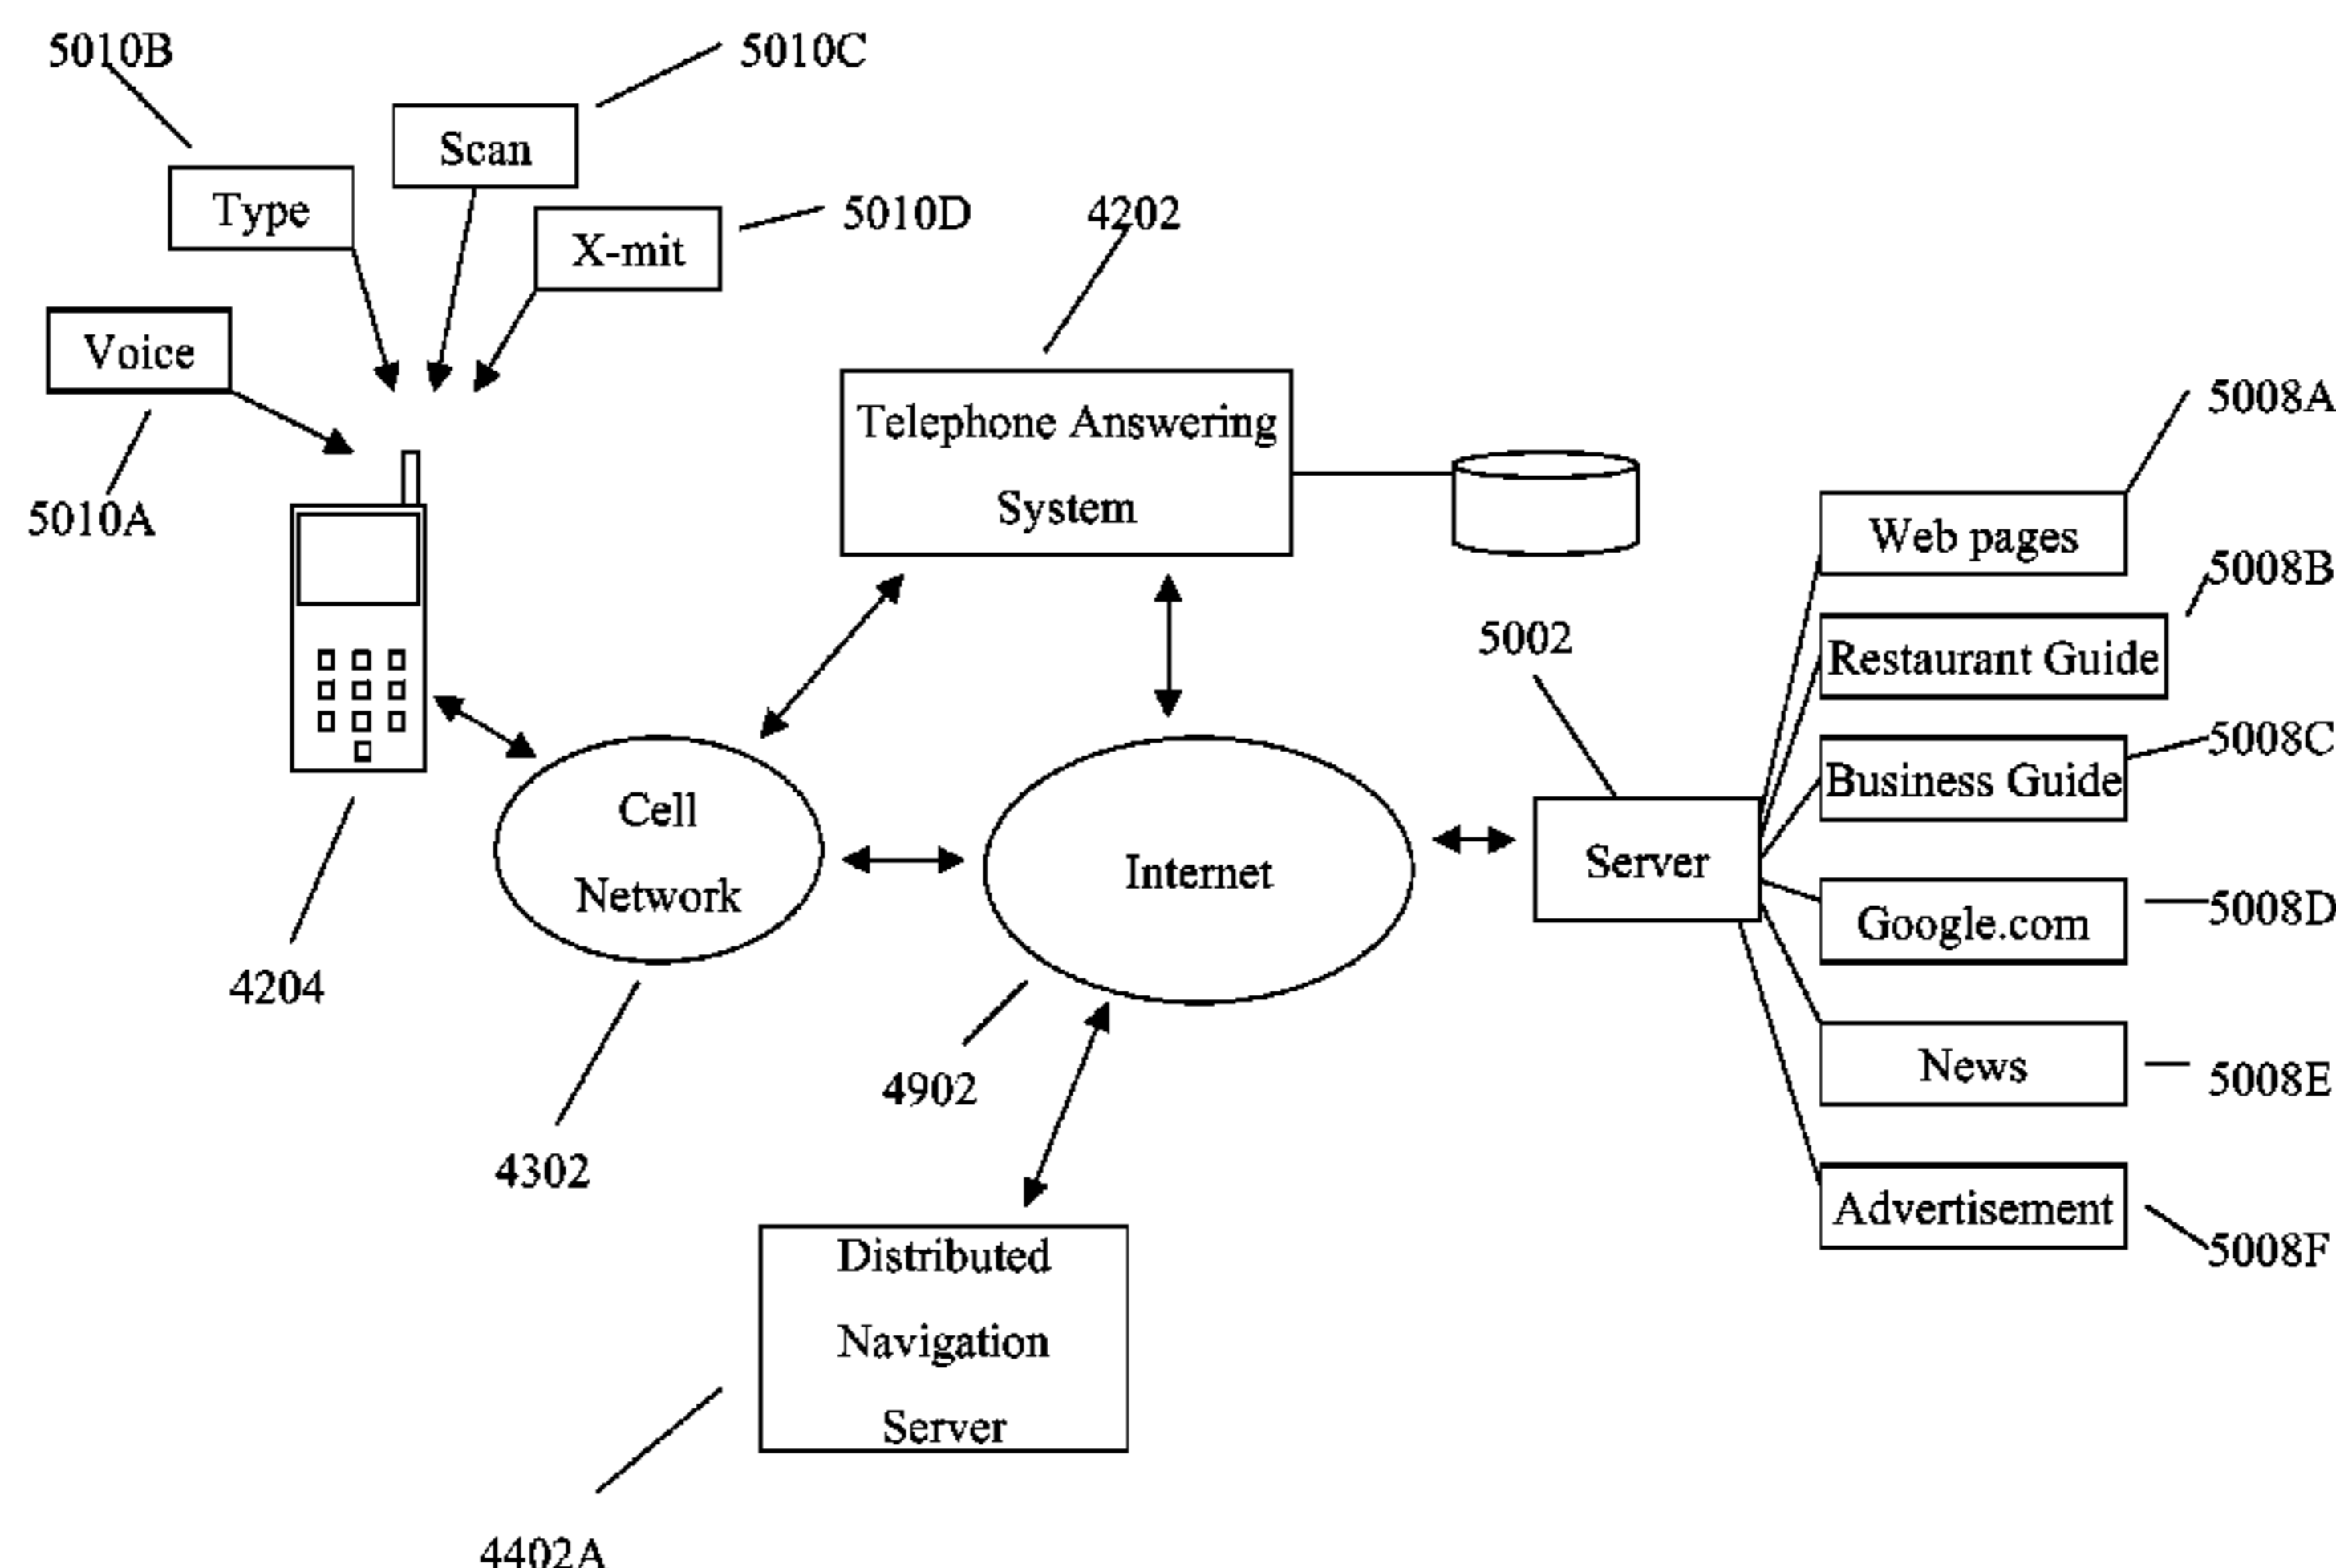 5010B
5010C
Scan
Type
5010D
4202
X-mit
Voice
5010A
Telephone Answering
System
5008A
Web pages
5008B
5002
Restaurant Guide
5008C
Business Guide
Cell
Network
Internet
Server
5008D
Google.com
4204
4902
News
5008E
4302
Advertisement
5008F
Distributed
Navigation
Server
4402A